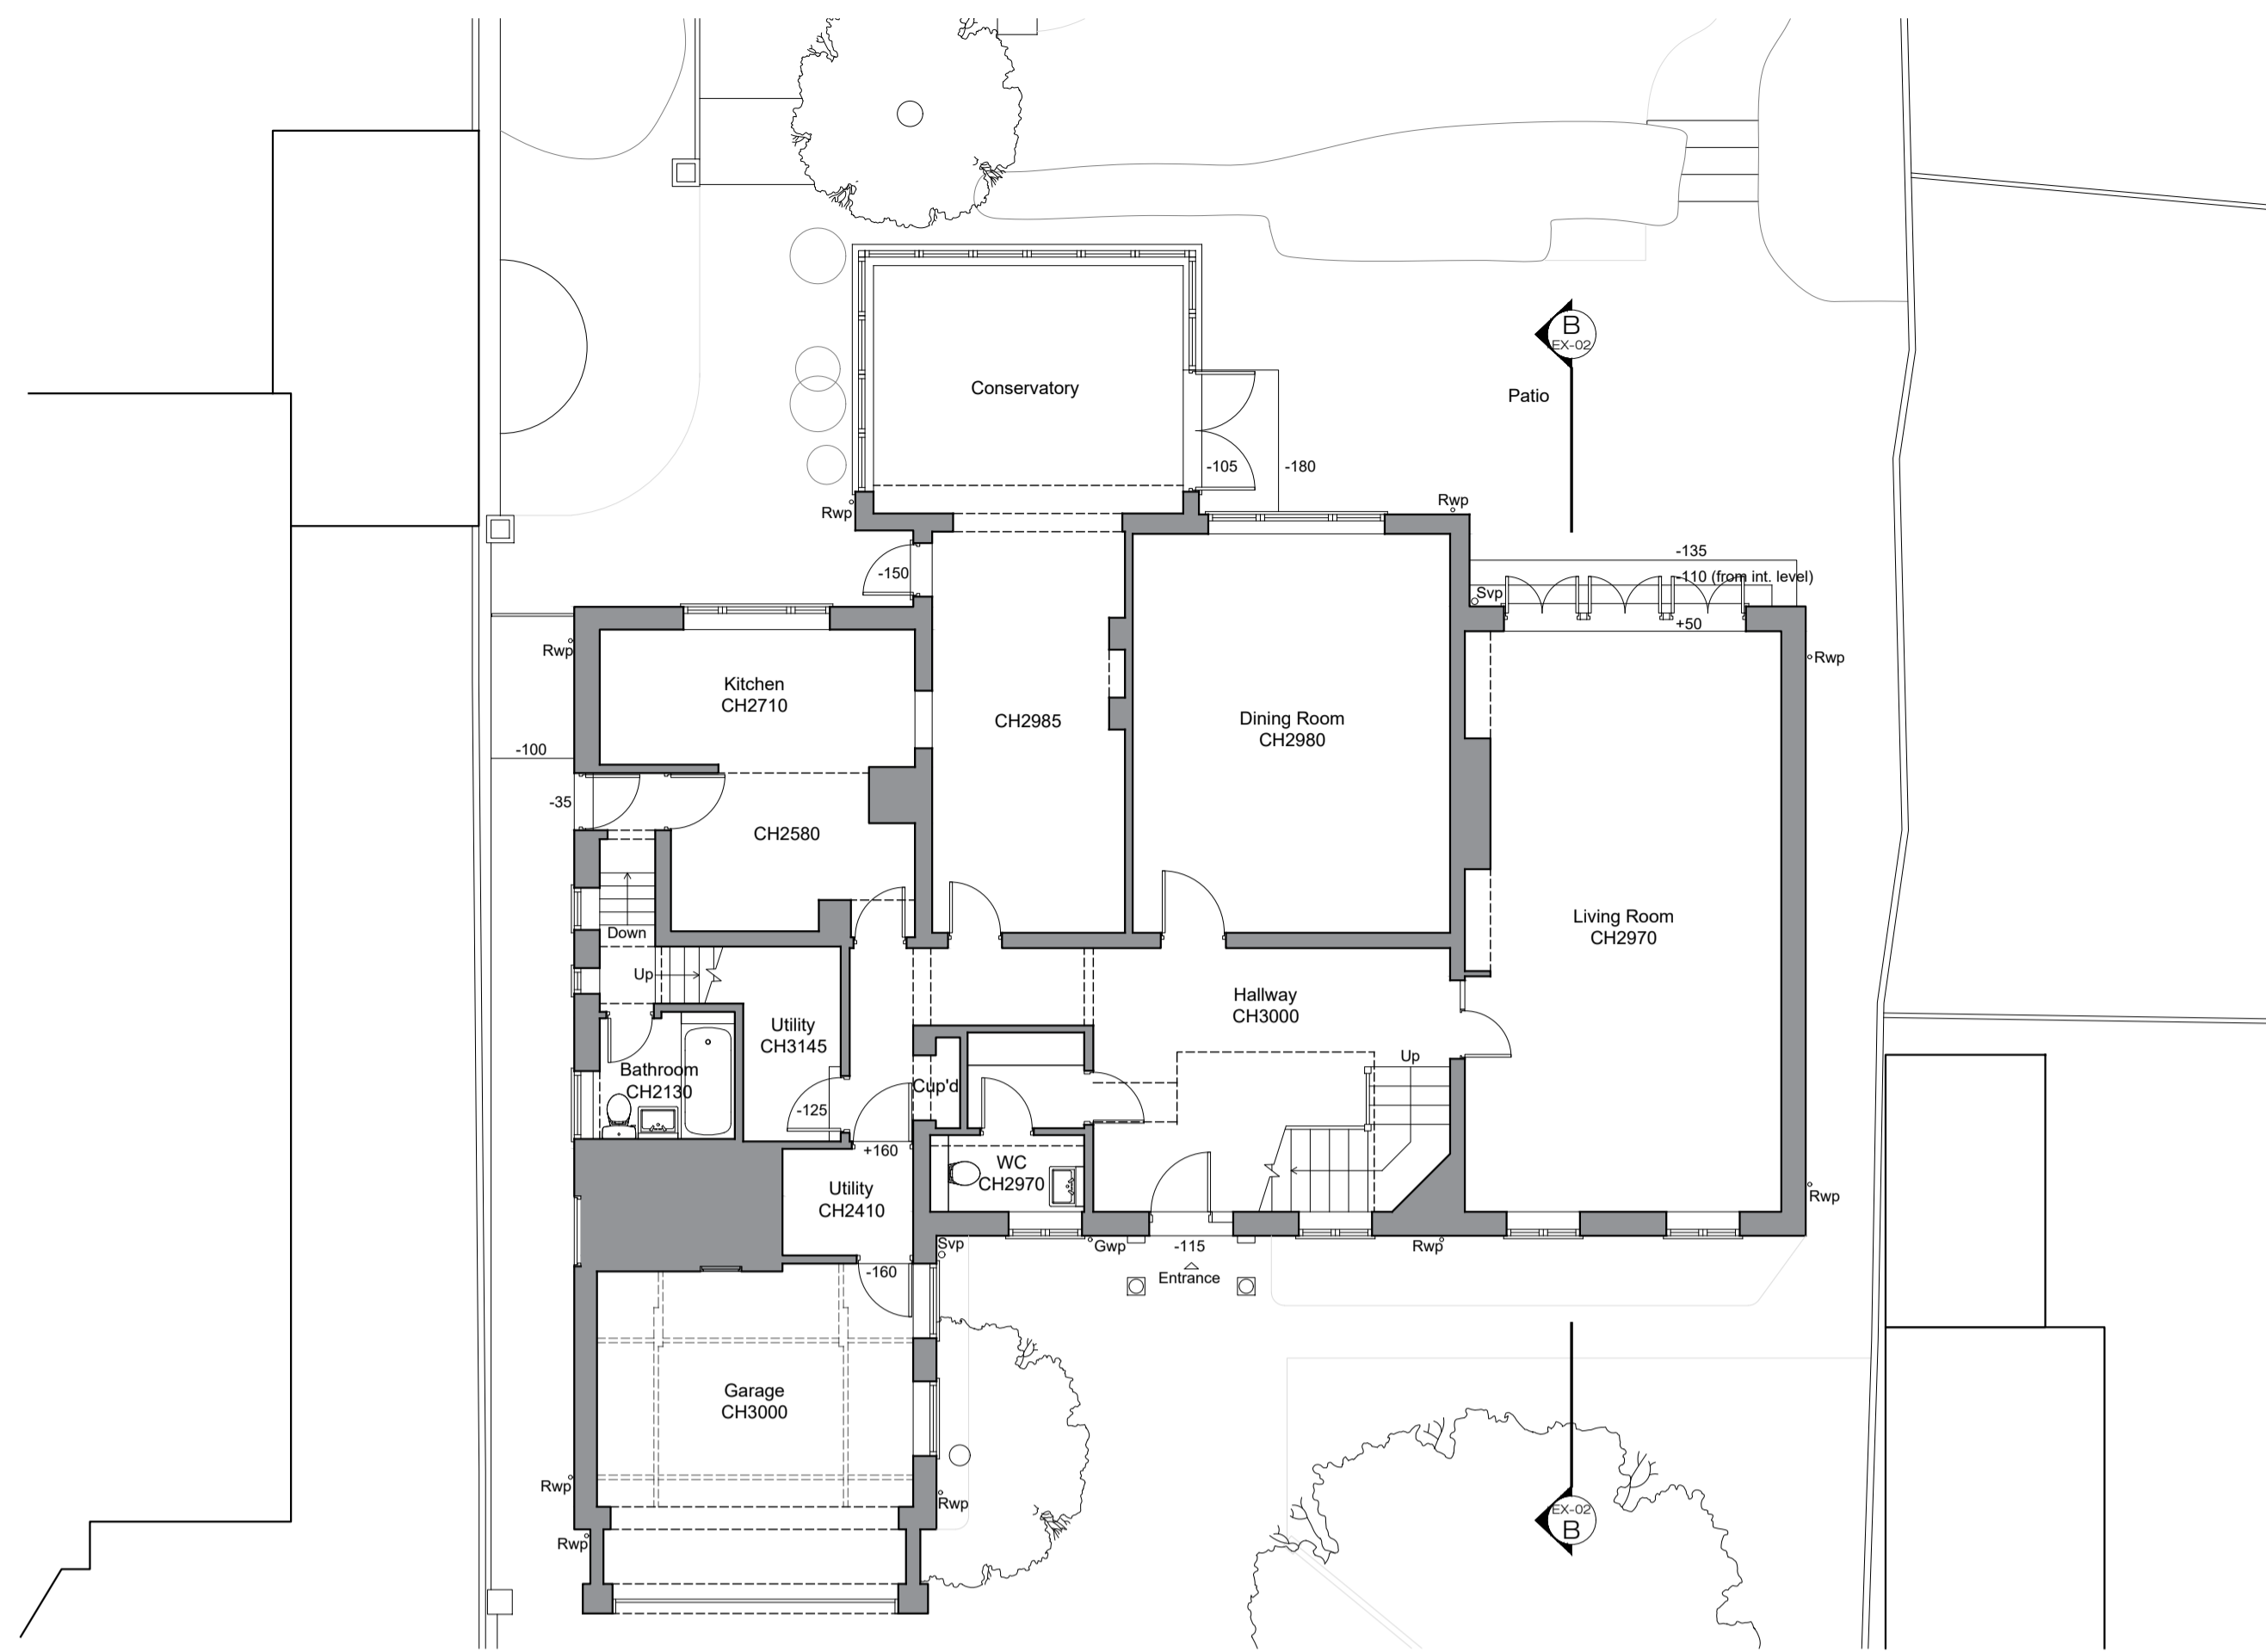 B
EX-02
Conservatory
Patio
-105
-180
Rwp
Rwp
-135
-150
-110 (from int. level)
Svp
+50
Rwp
Rwp
Kitchen
CH2710
CH2985
Dining Room
CH2980
-100
-35
CH2580
Living Room
CH2970
Down
Up
Hallway
CH3000
Utility
CH3145
Up
Bathroom
CH2130
Cup'd
-125
+160
WC
CH2970
Utility
CH2410
Rwp
Svp
Gwp
-115
Rwp
-160
Entrance
Garage
CH3000
Rwp
Rwp
EX-02
B
Rwp